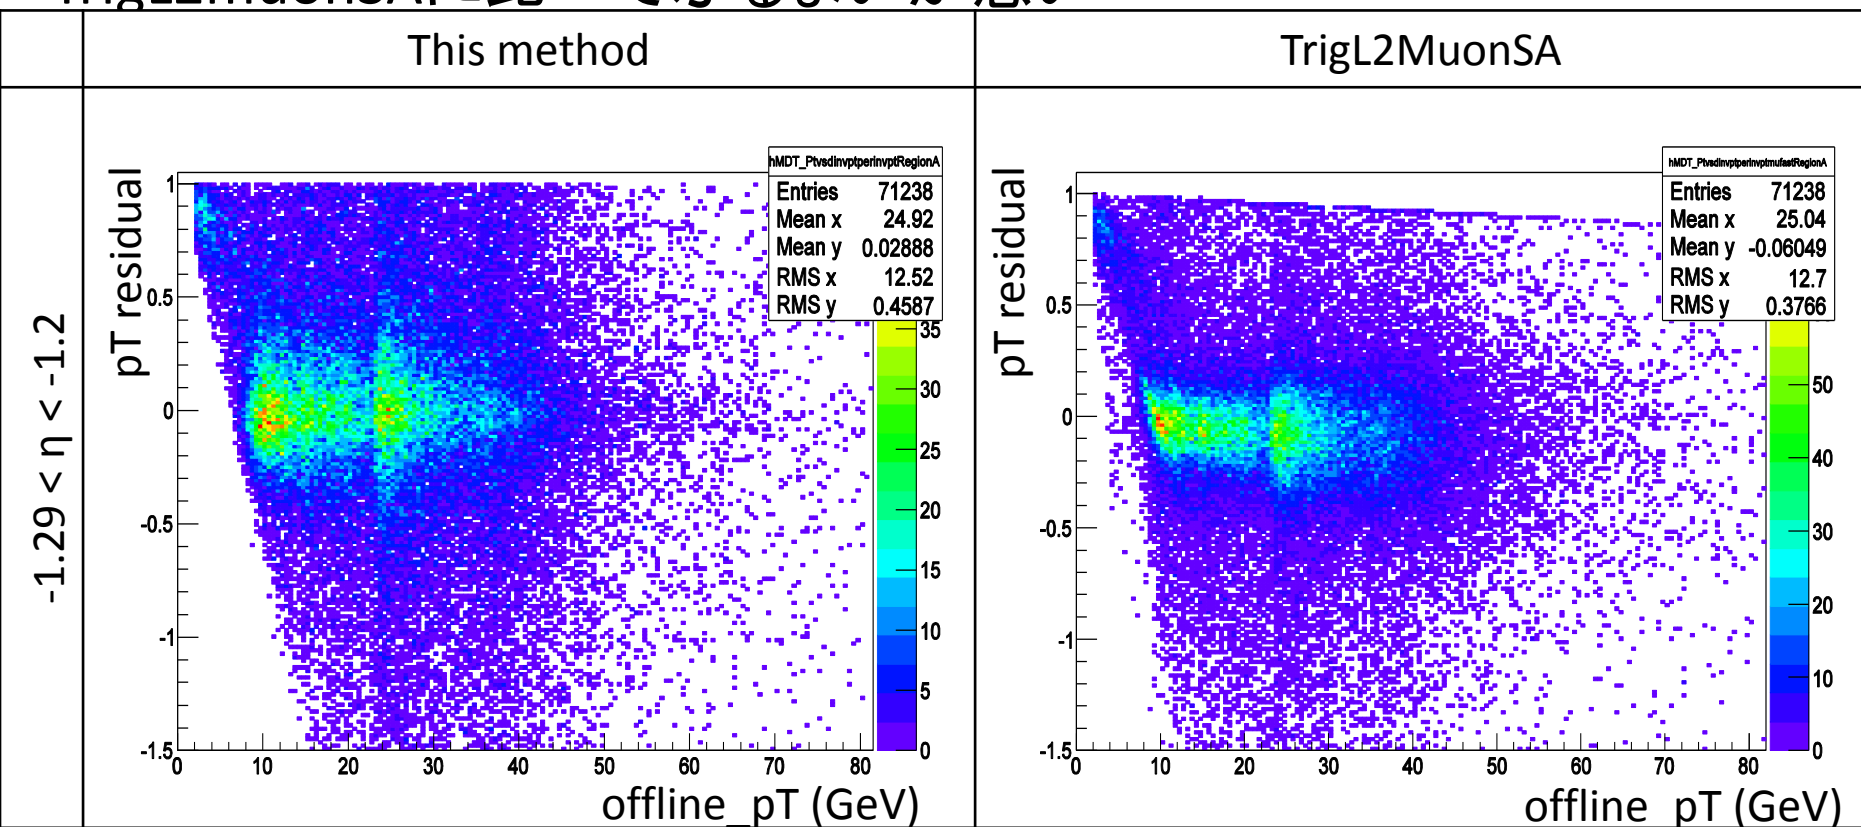 This method
TrigL2MuonSA
-1.29 < η < -1.2
pT residual
hMDT_PtvsdinvptperinvptRegionA
Entries 71238
Mean x 24.92
Mean y 0.02888
RMS x 12.52
RMS y 0.4587
1
0.5
0
-0.5
-1
-1.5
0 10 20 30 40 50 60 70 80
35
30
25
20
15
10
5
0
offline_pT (GeV)
pT residual
hMDT_PtvsdinvptperinvptmufastRegionA
Entries 71238
Mean x 25.04
Mean y -0.06049
RMS x 12.7
RMS y 0.3766
1
0.5
0
-0.5
-1
-1.5
0 10 20 30 40 50 60 70 80
50
40
30
20
10
0
offline_pT (GeV)